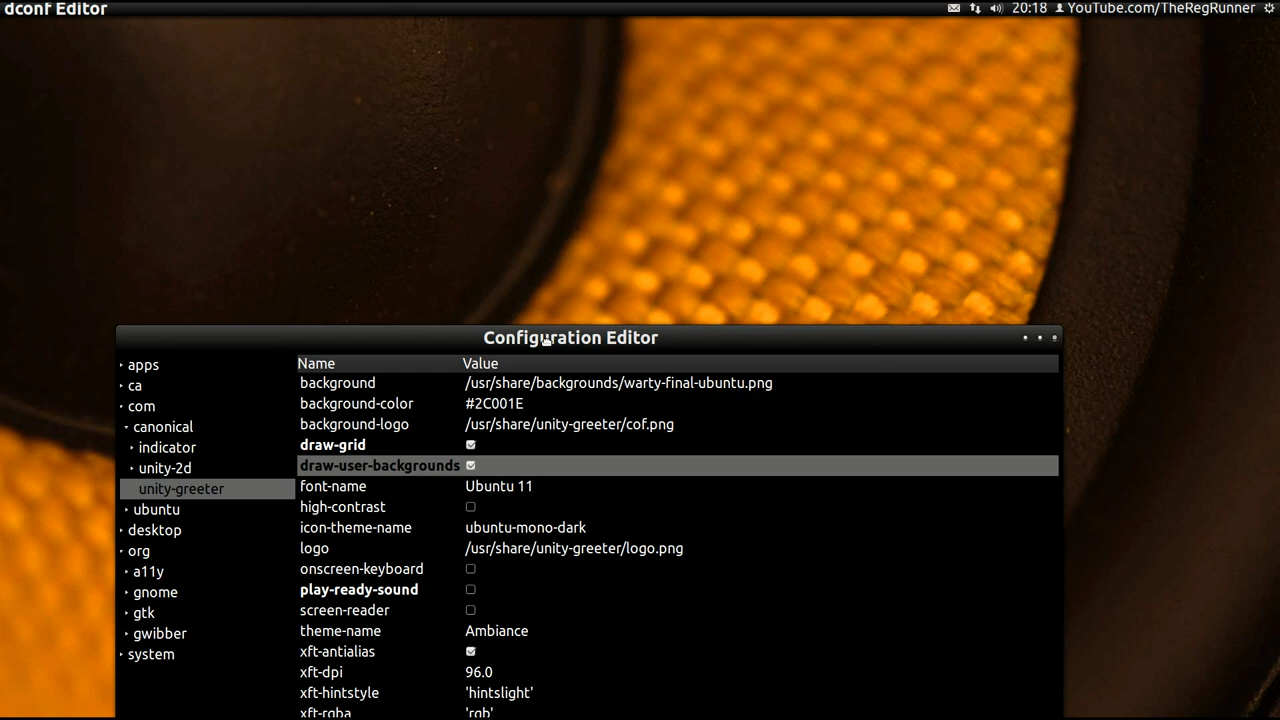 dconf Editor
20:18 YouTube.com/TheRegRunner
Configuration Editor
Name Value
apps
ca
com
canonical
indicator
unity-2d
unity-greeter
ubuntu
desktop
org
a11y
gnome
gtk
gwibber
system
background /usr/share/backgrounds/warty-final-ubuntu.png
background-color #2C001E
background-logo /usr/share/unity-greeter/cof.png
draw-grid
draw-user-backgrounds
font-name Ubuntu 11
high-contrast
icon-theme-name ubuntu-mono-dark
logo /usr/share/unity-greeter/logo.png
onscreen-keyboard
play-ready-sound
screen-reader
theme-name Ambiance
xft-antialias
xft-dpi 96.0
xft-hintstyle 'hintslight'
xft-rgba 'rgb'